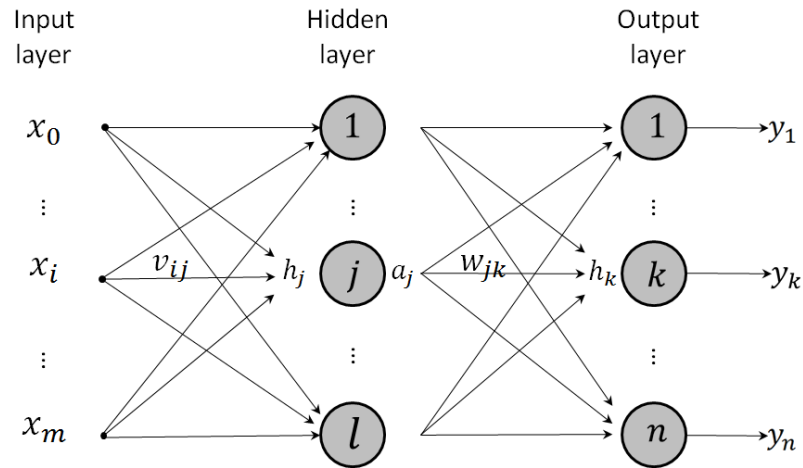 Input layer
Hidden layer
Output layer
x₀ 1 1 y₁
⋮ ⋮ ⋮
xᵢ vᵢⱼ hⱼ j aⱼ wⱼₖ hₖ k yₖ
⋮ ⋮ ⋮
xₘ l n yₙ